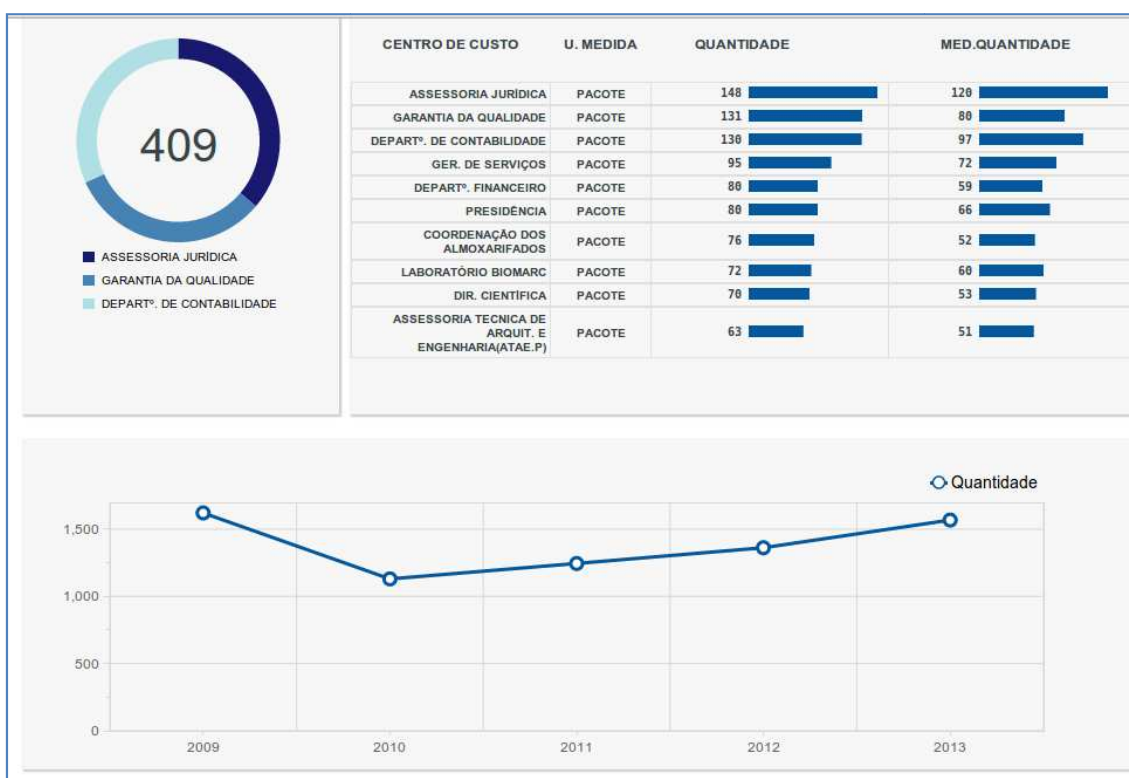 409
ASSESSORIA JURÍDICA
GARANTIA DA QUALIDADE
DEPARTº. DE CONTABILIDADE
CENTRO DE CUSTO U. MEDIDA QUANTIDADE MED.QUANTIDADE
ASSESSORIA JURÍDICA PACOTE 148 120
GARANTIA DA QUALIDADE PACOTE 131 80
DEPARTº. DE CONTABILIDADE PACOTE 130 97
GER. DE SERVIÇOS PACOTE 95 72
DEPARTº. FINANCEIRO PACOTE 80 59
PRESIDÊNCIA PACOTE 80 66
COORDENAÇÃO DOS
ALMOXARIFADOS PACOTE 76 52
LABORATÓRIO BIOMARC PACOTE 72 60
DIR. CIENTÍFICA PACOTE 70 53
ASSESSORIA TECNICA DE
ARQUIT. E PACOTE 63 51
ENGENHARIA(ATAE.P)
Quantidade
1,500
1,000
500
0
2009 2010 2011 2012 2013